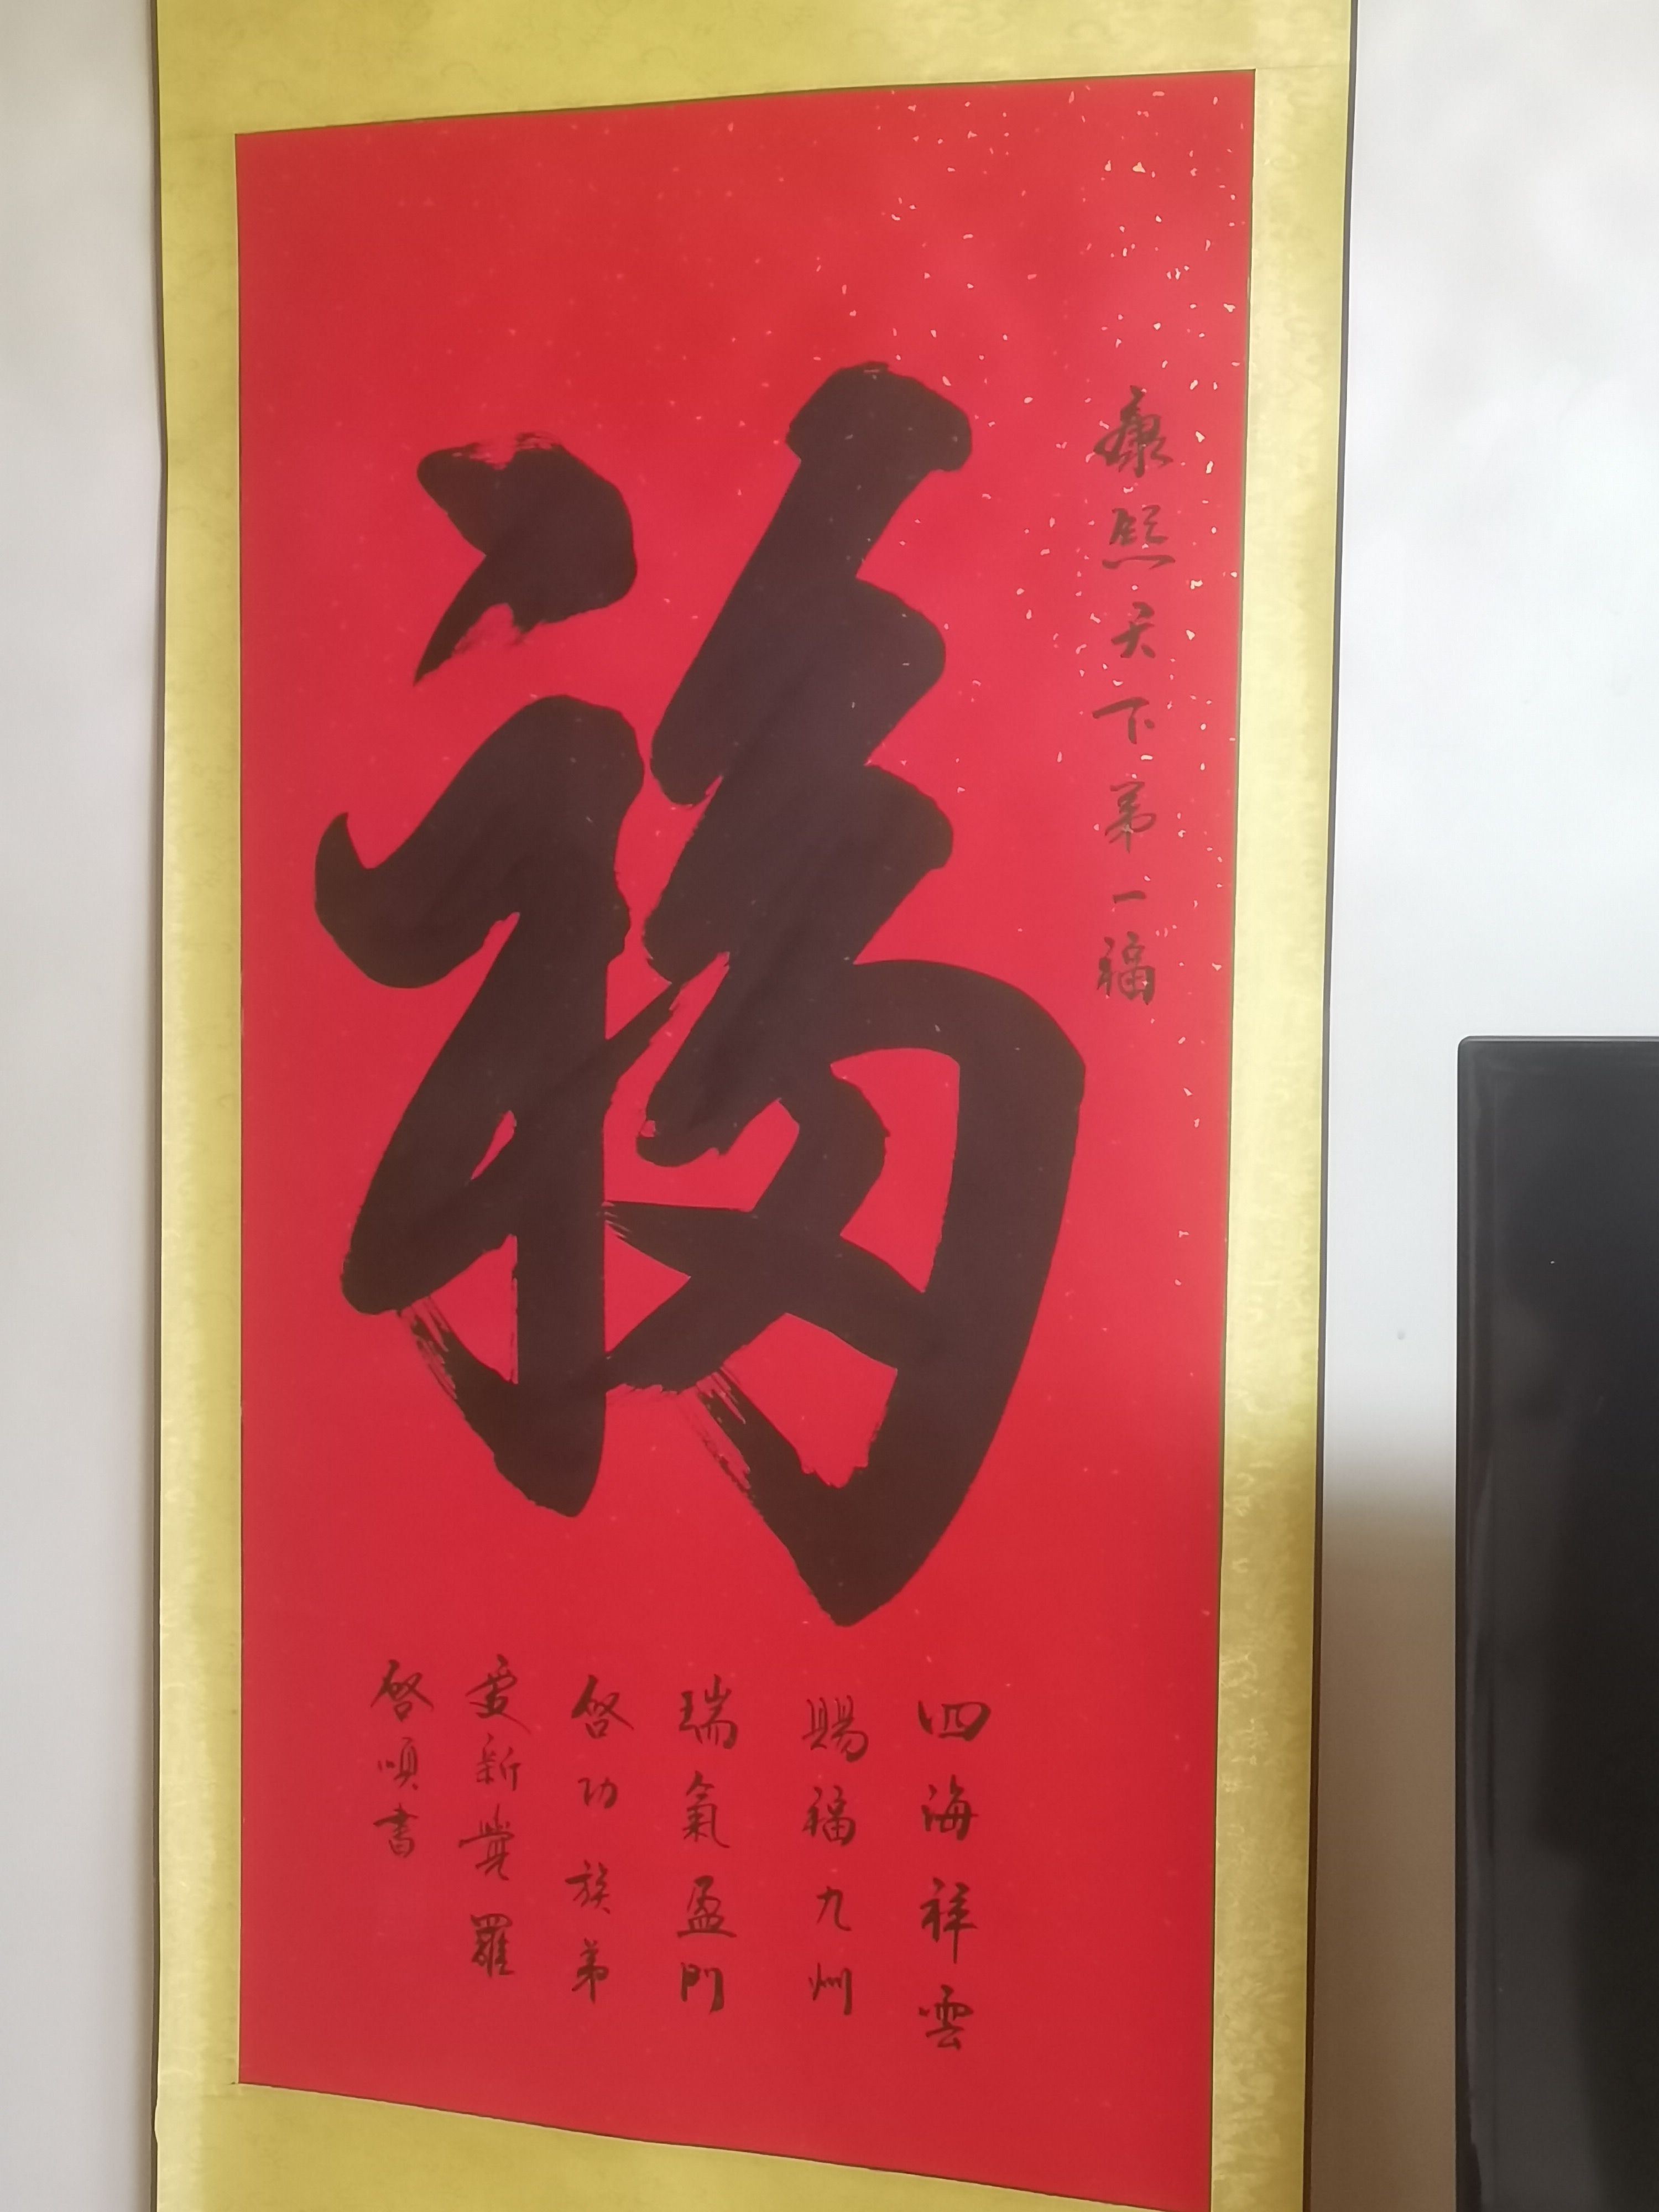 康熙天下第一福
福
四海祥雲
賜福九州
瑞氣盈門
啓功族弟
愛新覺羅
啓㫟書